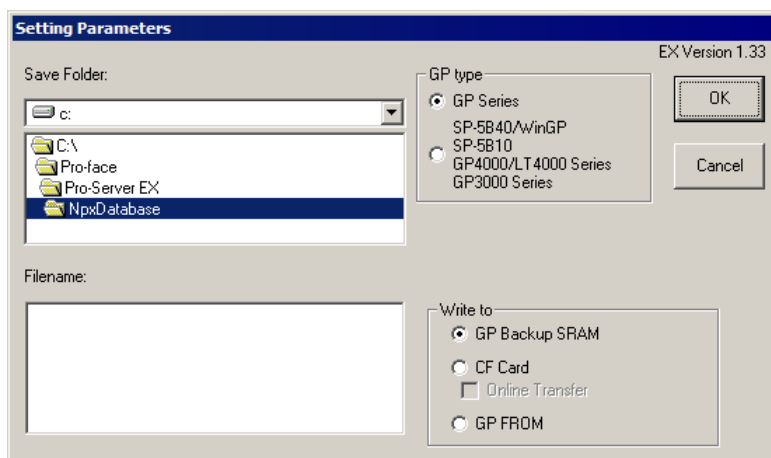 Setting Parameters
EX Version 1.33
Save Folder:
c:
C:\
Pro-face
Pro-Server EX
NpxDatabase
GP type
GP Series
SP-5B40/WinGP
SP-5B10
GP4000/LT4000 Series
GP3000 Series
OK
Cancel
Filename:
Write to
GP Backup SRAM
CF Card
Online Transfer
GP FROM